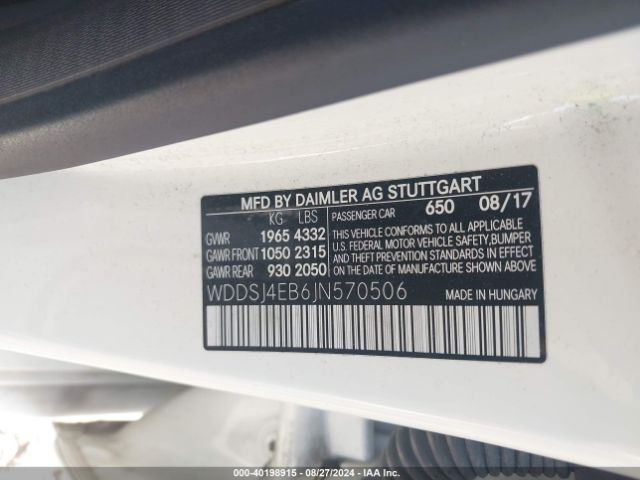 MFD BY DAIMLER AG STUTTGART
KG LBS PASSENGER CAR 650 08/17
GVWR 1965 4332 THIS VEHICLE CONFORMS TO ALL APPLICABLE
GAWR FRONT 1050 2315 U.S. FEDERAL MOTOR VEHICLE SAFETY, BUMPER
GAWR REAR 930 2050 AND THEFT PREVENTION STANDARDS IN EFFECT
ON THE DATE OF MANUFACTURE SHOWN ABOVE.
WDDSJ4EB6JN570506 MADE IN HUNGARY
000-40198915 - 08/27/2024 - IAA Inc.